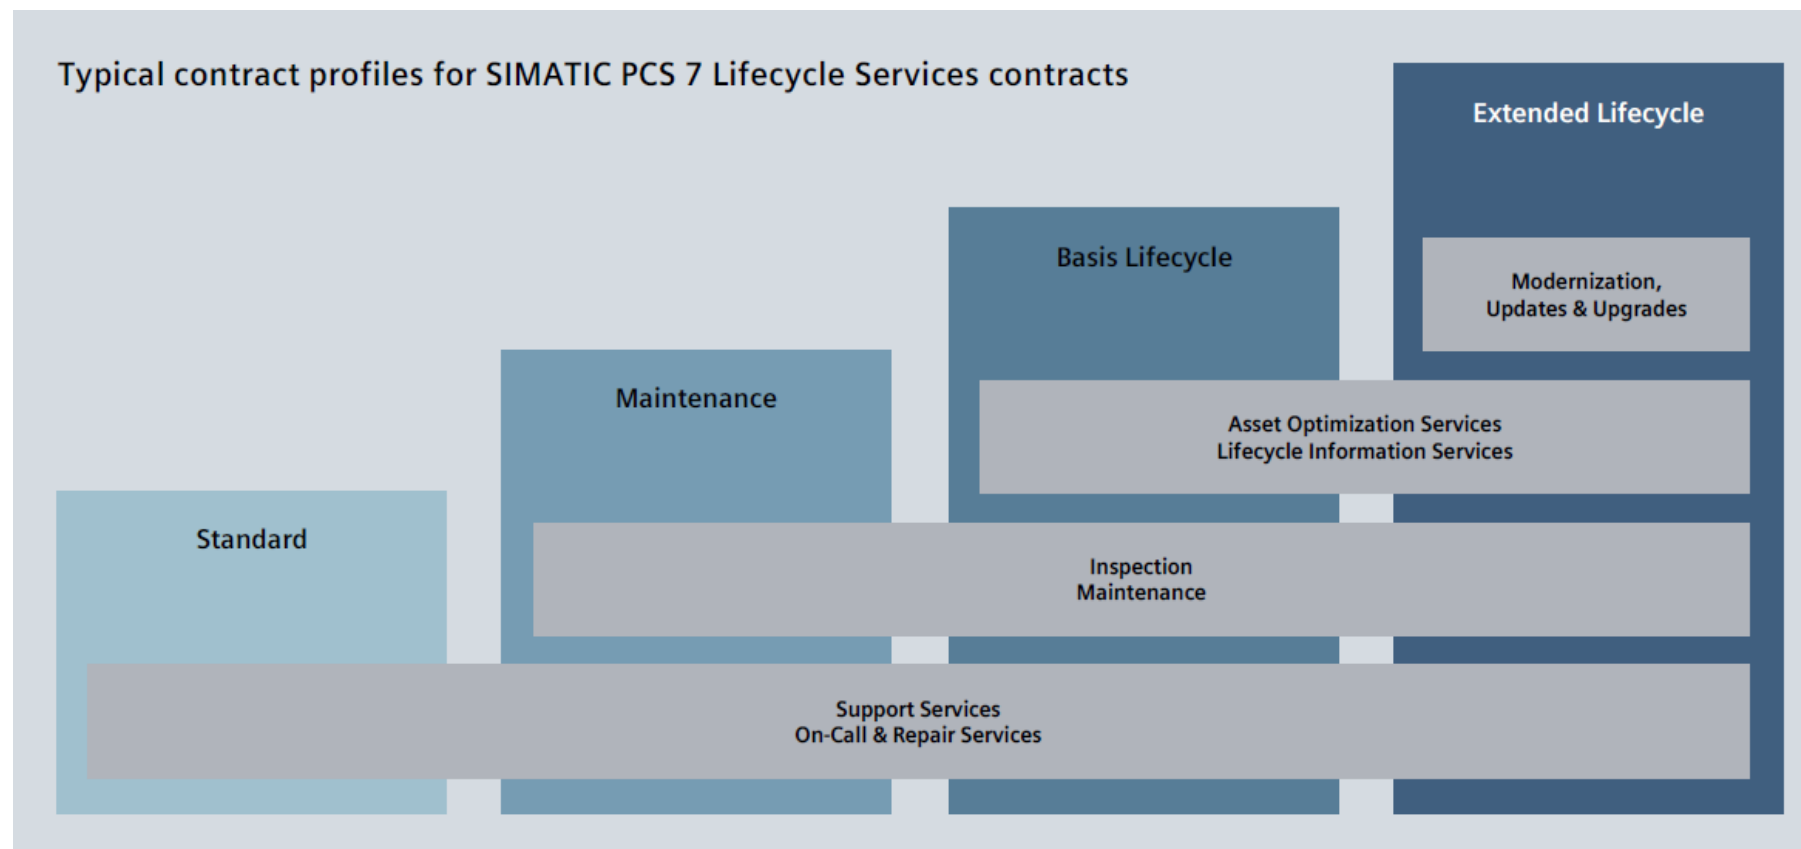 Typical contract profiles for SIMATIC PCS 7 Lifecycle Services contracts
Extended Lifecycle
Basis Lifecycle
Modernization,
Updates & Upgrades
Maintenance
Asset Optimization Services
Lifecycle Information Services
Standard
Inspection
Maintenance
Support Services
On-Call & Repair Services